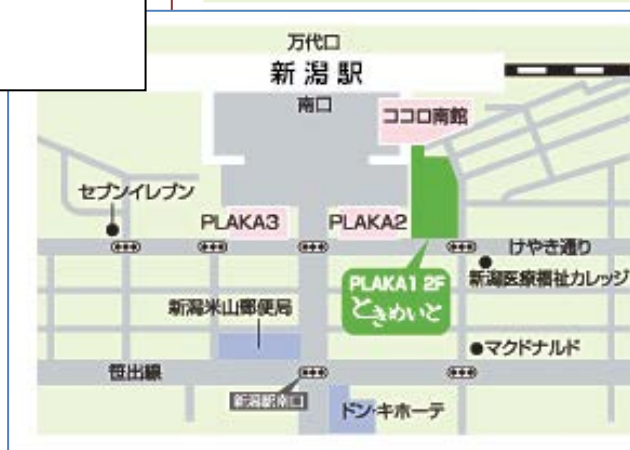 万代口
新潟駅
南口
ココロ南館
セブンイレブン
PLAKA3
PLAKA2
けやき通り
新潟医療福祉カレッジ
PLAKA1 2F
ときめいと
新潟米山郵便局
マクドナルド
笹出線
新潟駅南口
ドン・キホーテ